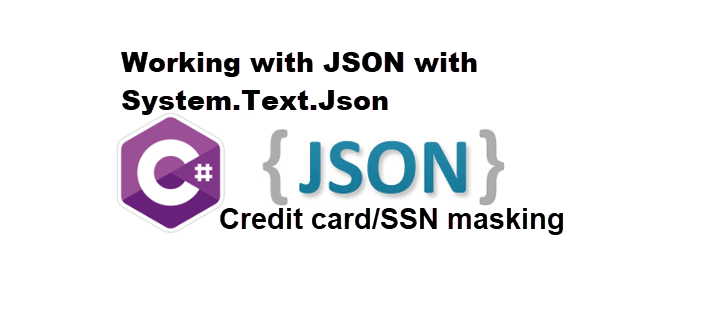 Working with JSON with
System.Text.Json
C#
{JSON}
Credit card/SSN masking